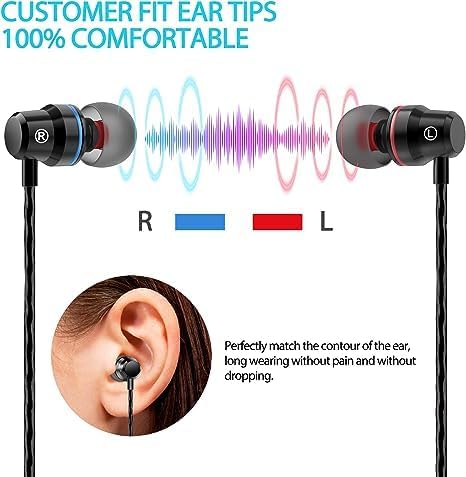 CUSTOMER FIT EAR TIPS
100% COMFORTABLE
R
L
R
L
Perfectly match the contour of the ear,
long wearing without pain and without
dropping.